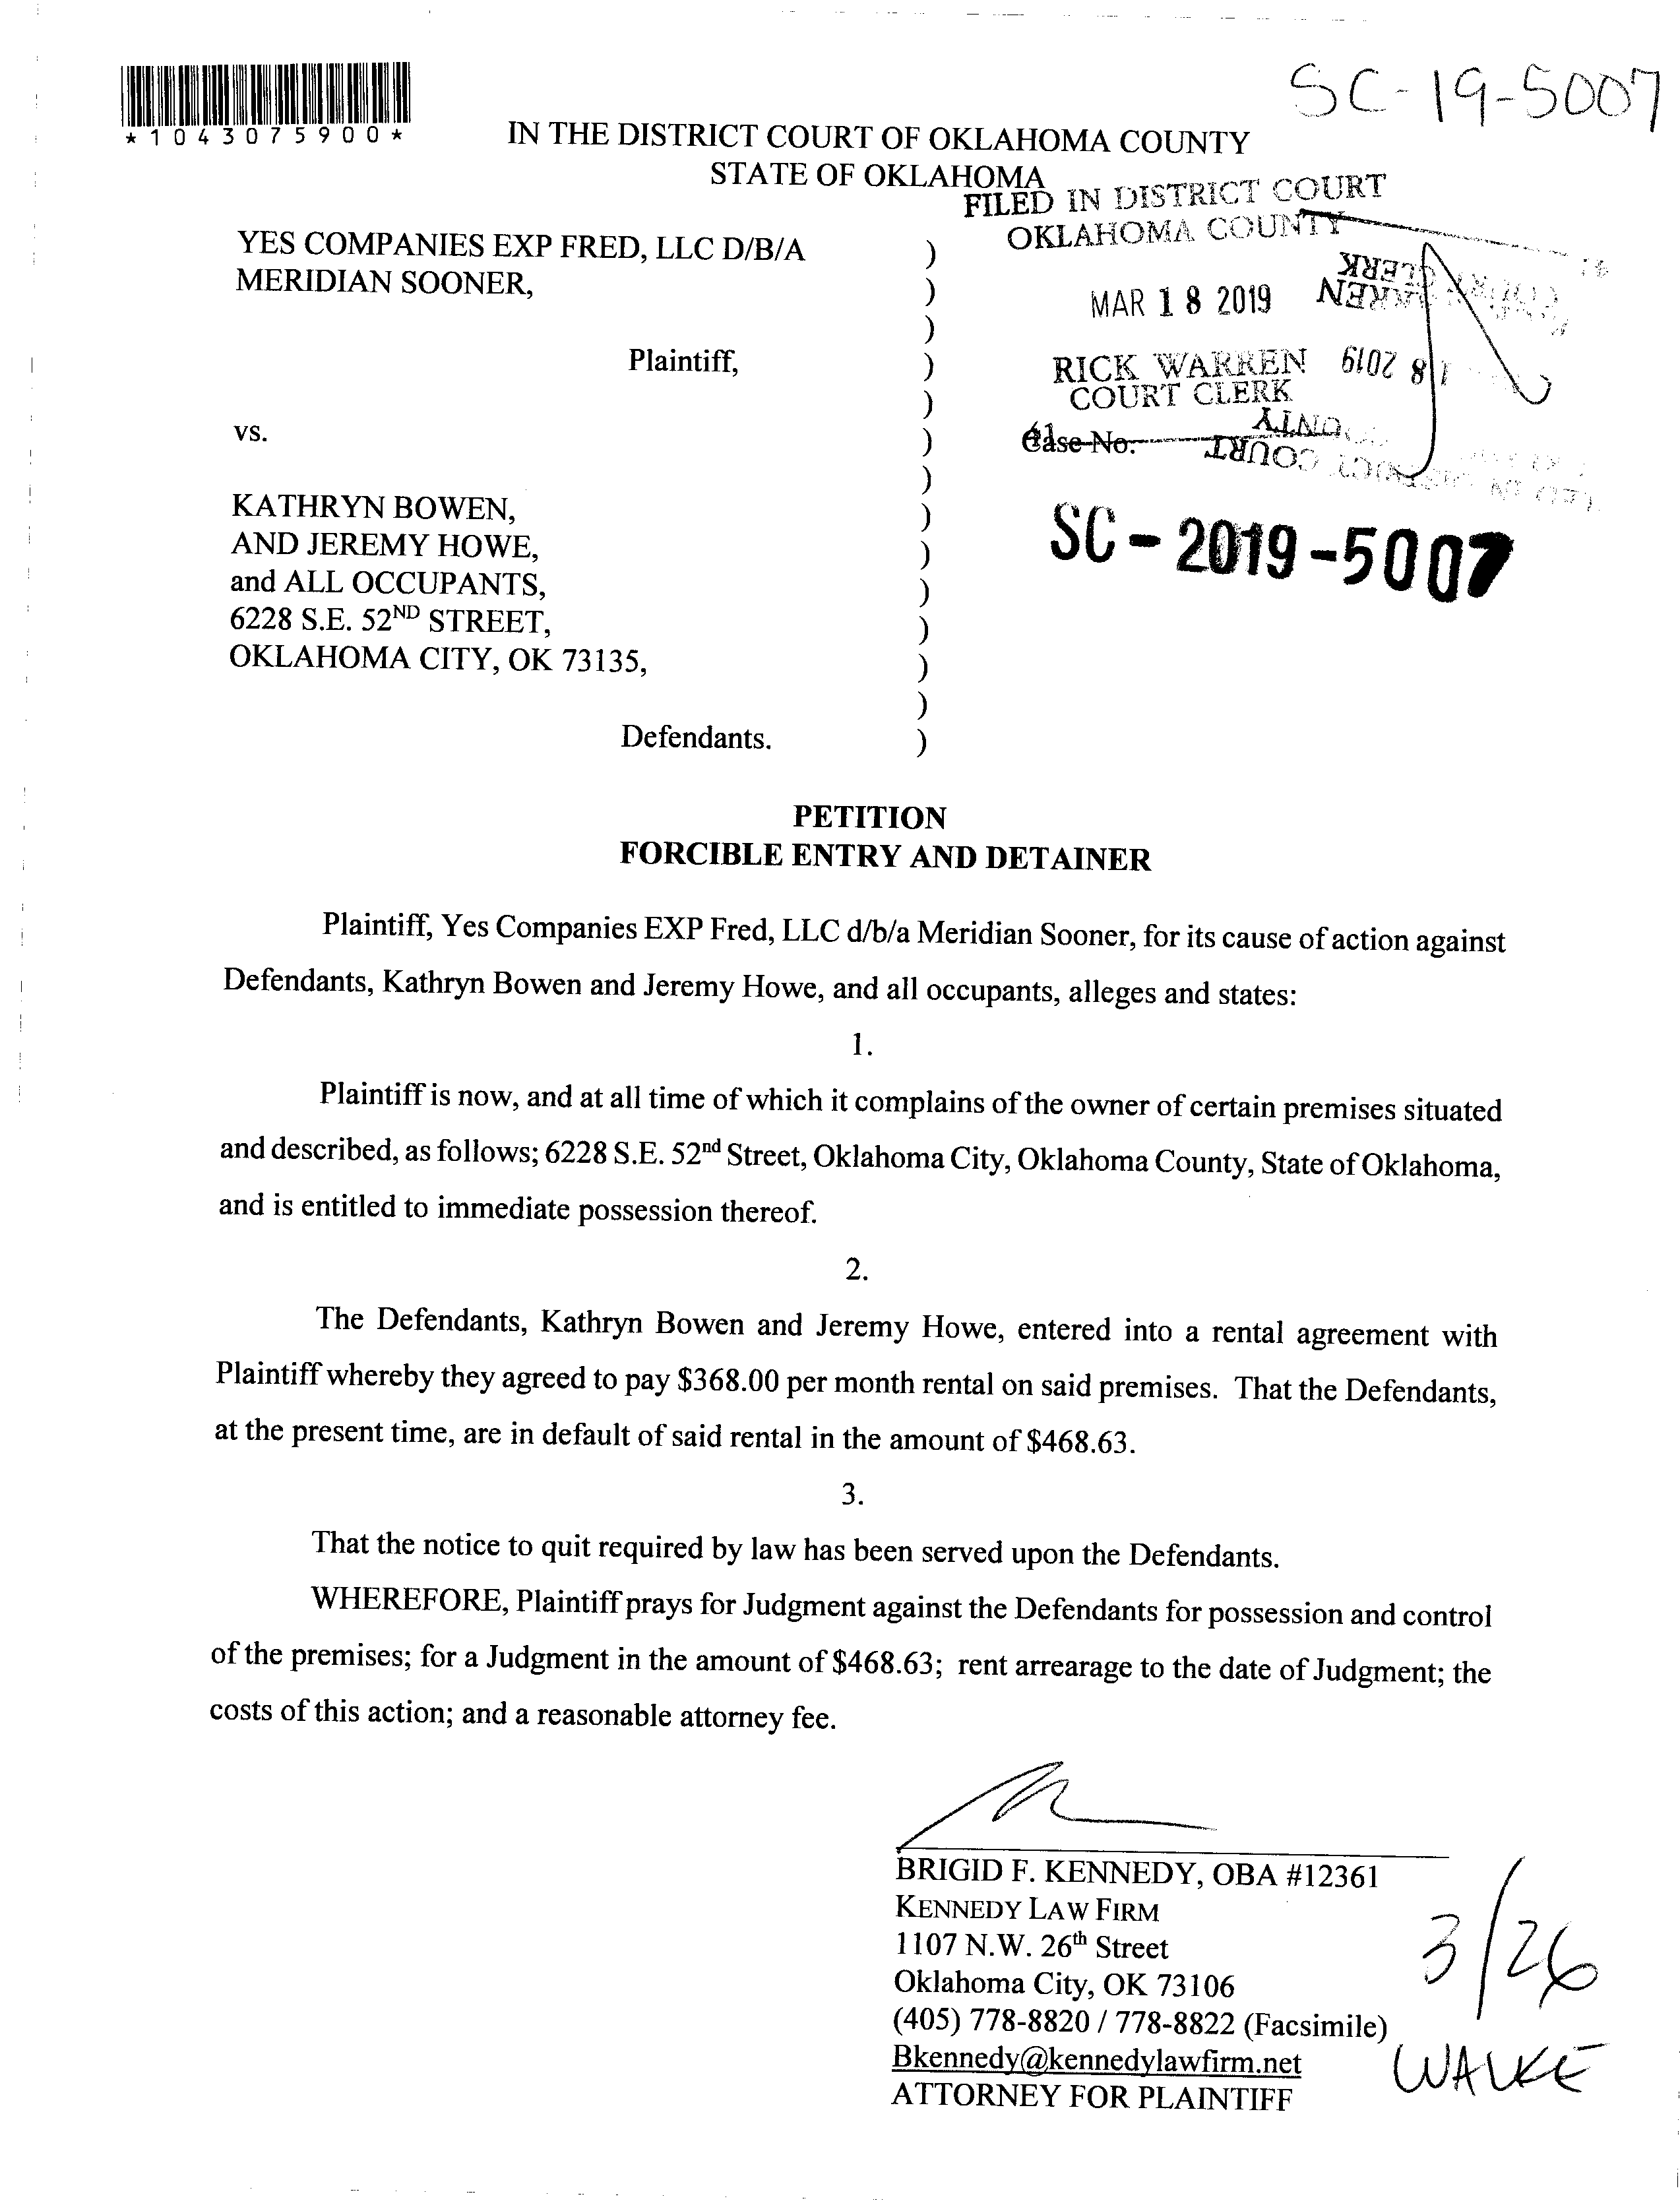 SC-19-5007
*1043075900*
IN THE DISTRICT COURT OF OKLAHOMA COUNTY
STATE OF OKLAHOMA
FILED IN DISTRICT COURT
OKLAHOMA COUNTY
MAR 18 2019
RICK WARREN
COURT CLERK
YES COMPANIES EXP FRED, LLC D/B/A )
MERIDIAN SOONER, )
)
Plaintiff, )
)
vs. ) Case No.
)
KATHRYN BOWEN, )
AND JEREMY HOWE, )
and ALL OCCUPANTS, )
6228 S.E. 52ND STREET, )
OKLAHOMA CITY, OK 73135, )
)
Defendants. )
SC-2019-5007
PETITION
FORCIBLE ENTRY AND DETAINER
Plaintiff, Yes Companies EXP Fred, LLC d/b/a Meridian Sooner, for its cause of action against
Defendants, Kathryn Bowen and Jeremy Howe, and all occupants, alleges and states:
1.
Plaintiff is now, and at all time of which it complains of the owner of certain premises situated
and described, as follows; 6228 S.E. 52nd Street, Oklahoma City, Oklahoma County, State of Oklahoma,
and is entitled to immediate possession thereof.
2.
The Defendants, Kathryn Bowen and Jeremy Howe, entered into a rental agreement with
Plaintiff whereby they agreed to pay $368.00 per month rental on said premises. That the Defendants,
at the present time, are in default of said rental in the amount of $468.63.
3.
That the notice to quit required by law has been served upon the Defendants.
WHEREFORE, Plaintiff prays for Judgment against the Defendants for possession and control
of the premises; for a Judgment in the amount of $468.63; rent arrearage to the date of Judgment; the
costs of this action; and a reasonable attorney fee.
BRIGID F. KENNEDY, OBA #12361
KENNEDY LAW FIRM
1107 N.W. 26th Street
Oklahoma City, OK 73106
(405) 778-8820 / 778-8822 (Facsimile)
Bkennedy@kennedylawfirm.net
ATTORNEY FOR PLAINTIFF
3/26
WALKE